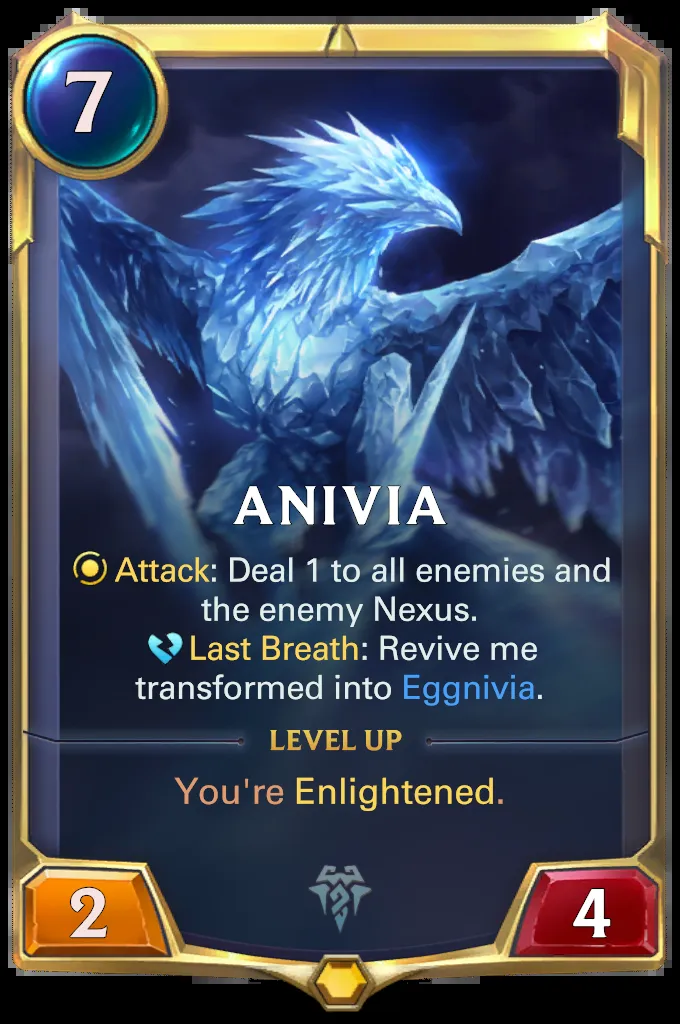 7
ANIVIA
Attack: Deal 1 to all enemies and
the enemy Nexus.
Last Breath: Revive me
transformed into Eggnivia.
LEVEL UP
You're Enlightened.
2
4